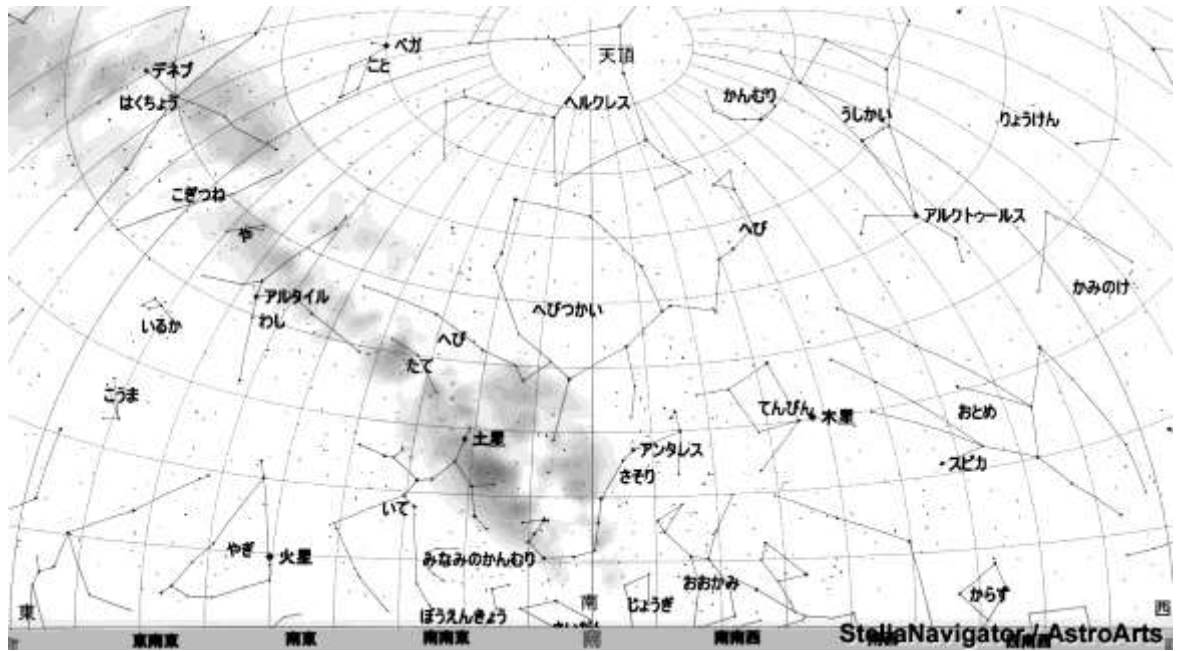 ベガ
天頂
デネブ
こと
はくちょう
ヘルクレス
かんむり
うしかい
りょうけん
こぎつね
や
アルクトゥールス
へび
かみのけ
アルタイル
わし
いるか
へびつかい
へび
たて
こうま
てんびん
木星
おとめ
土星
アンタレス
さそり
スピカ
いて
やぎ
火星
みなみのかんむり
おおかみ
じょうぎ
からす
東
南
西
ぼうえんきょう
東南東
南東
南南東
南南西
南西
西南西
StellaNavigator / AstroArts